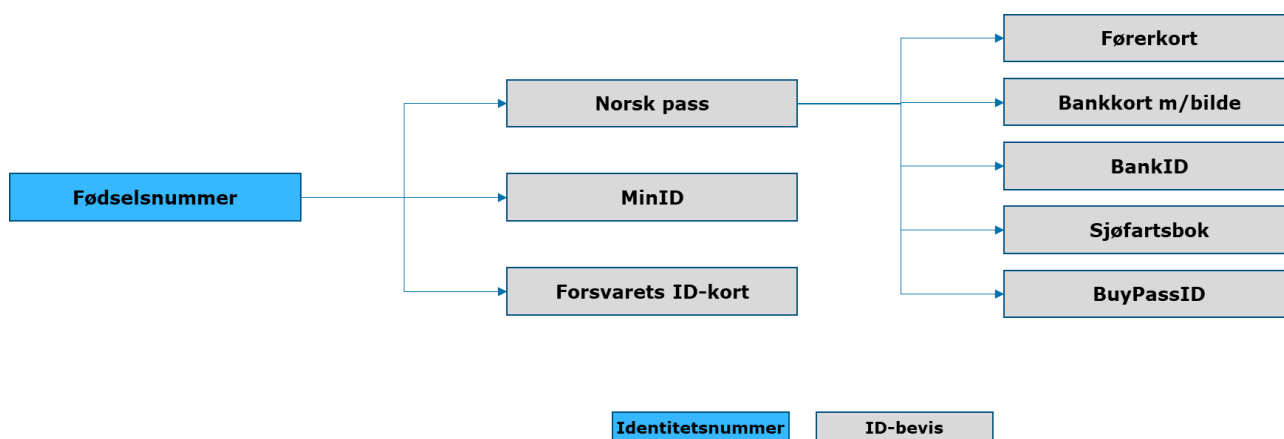 Fødselsnummer
Norsk pass
MinID
Forsvarets ID-kort
Førerkort
Bankkort m/bilde
BankID
Sjøfartsbok
BuyPassID
Identitetsnummer
ID-bevis